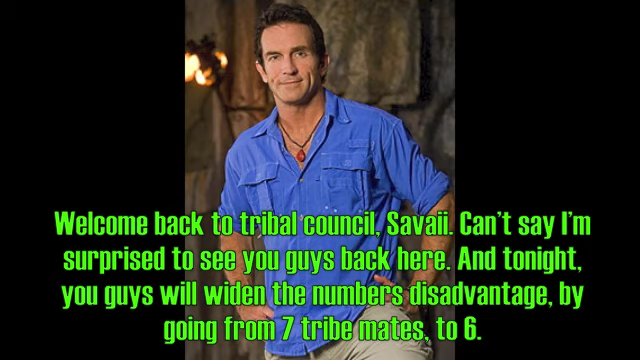 Welcome back to tribal council, Savaii. Can't say I'm
surprised to see you guys back here. And tonight,
you guys will widen the numbers disadvantage, by
going from 7 tribe mates, to 6.